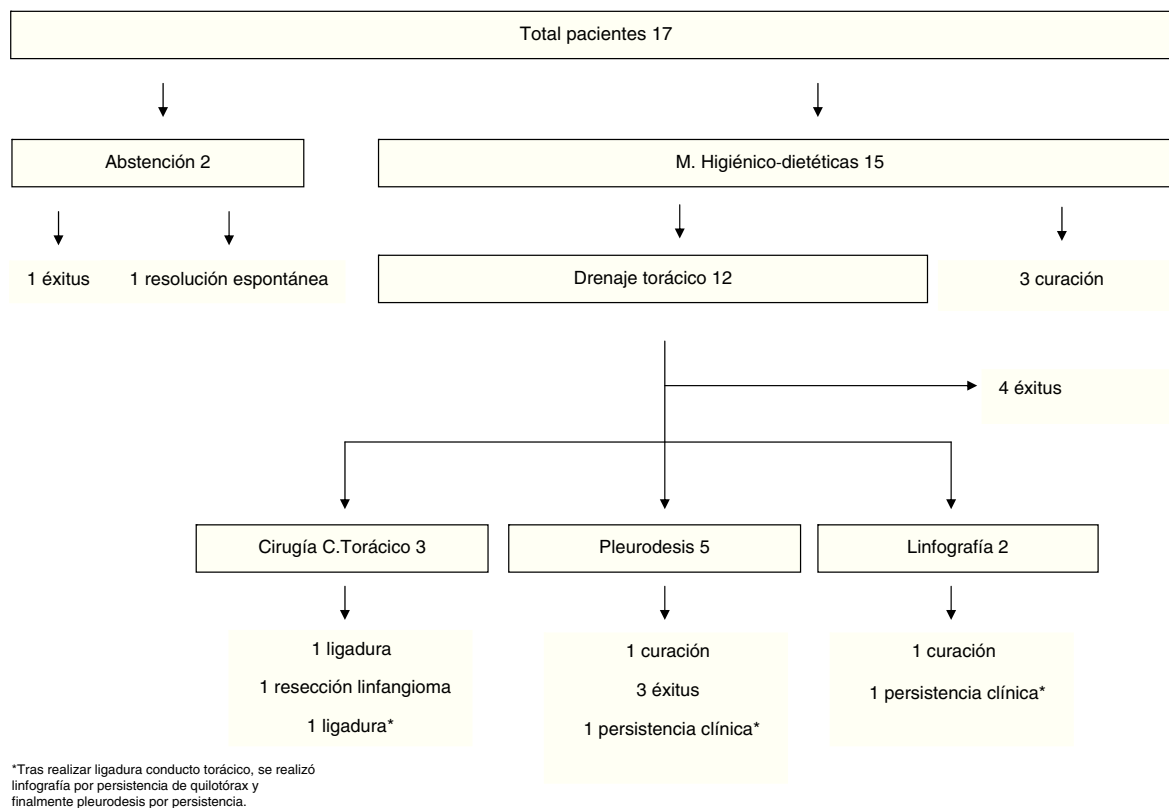 Total pacientes 17
Abstención 2
M. Higiénico-dietéticas 15
1 éxitus
1 resolución espontánea
Drenaje torácico 12
3 curación
4 éxitus
Cirugía C.Torácico 3
Pleurodesis 5
Linfografía 2
1 ligadura
1 resección linfangioma
1 ligadura*
1 curación
3 éxitus
1 persistencia clínica*
1 curación
1 persistencia clínica*
*Tras realizar ligadura conducto torácico, se realizó
linfografía por persistencia de quilotórax y
finalmente pleurodesis por persistencia.